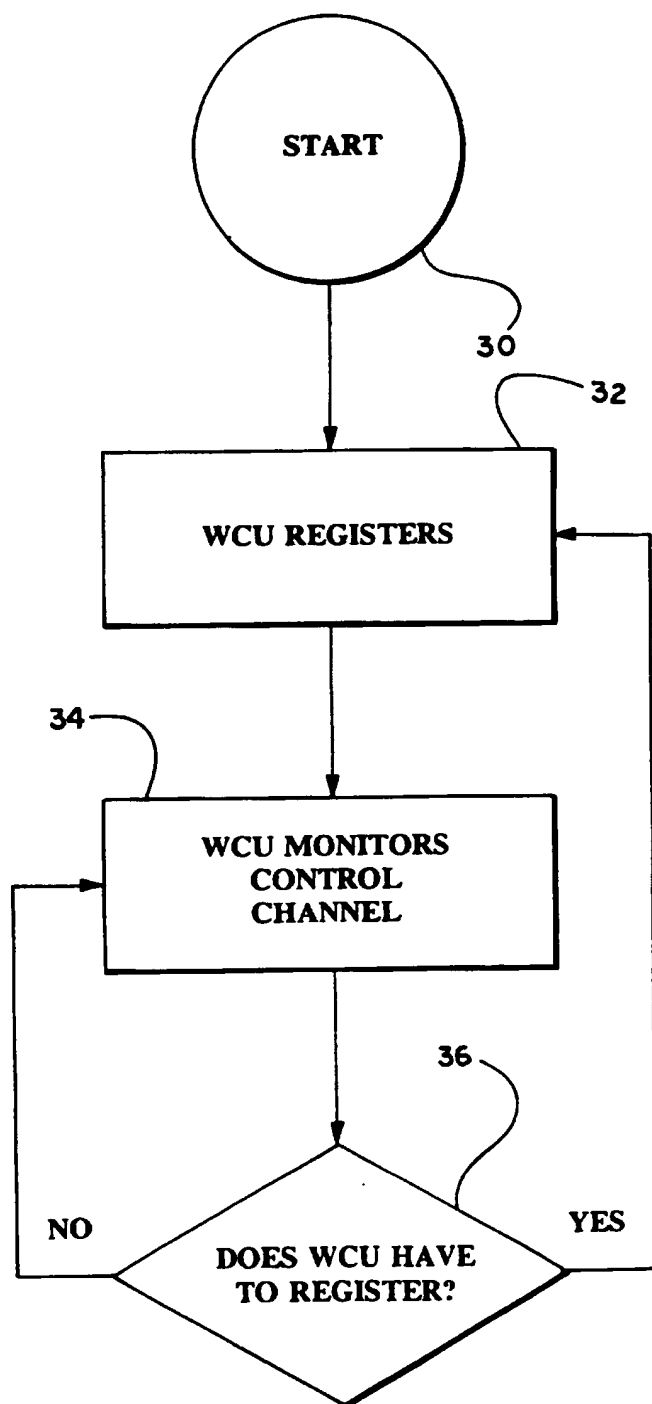 START
30
32
WCU REGISTERS
34
WCU MONITORS
CONTROL
CHANNEL
36
NO
YES
DOES WCU HAVE
TO REGISTER?